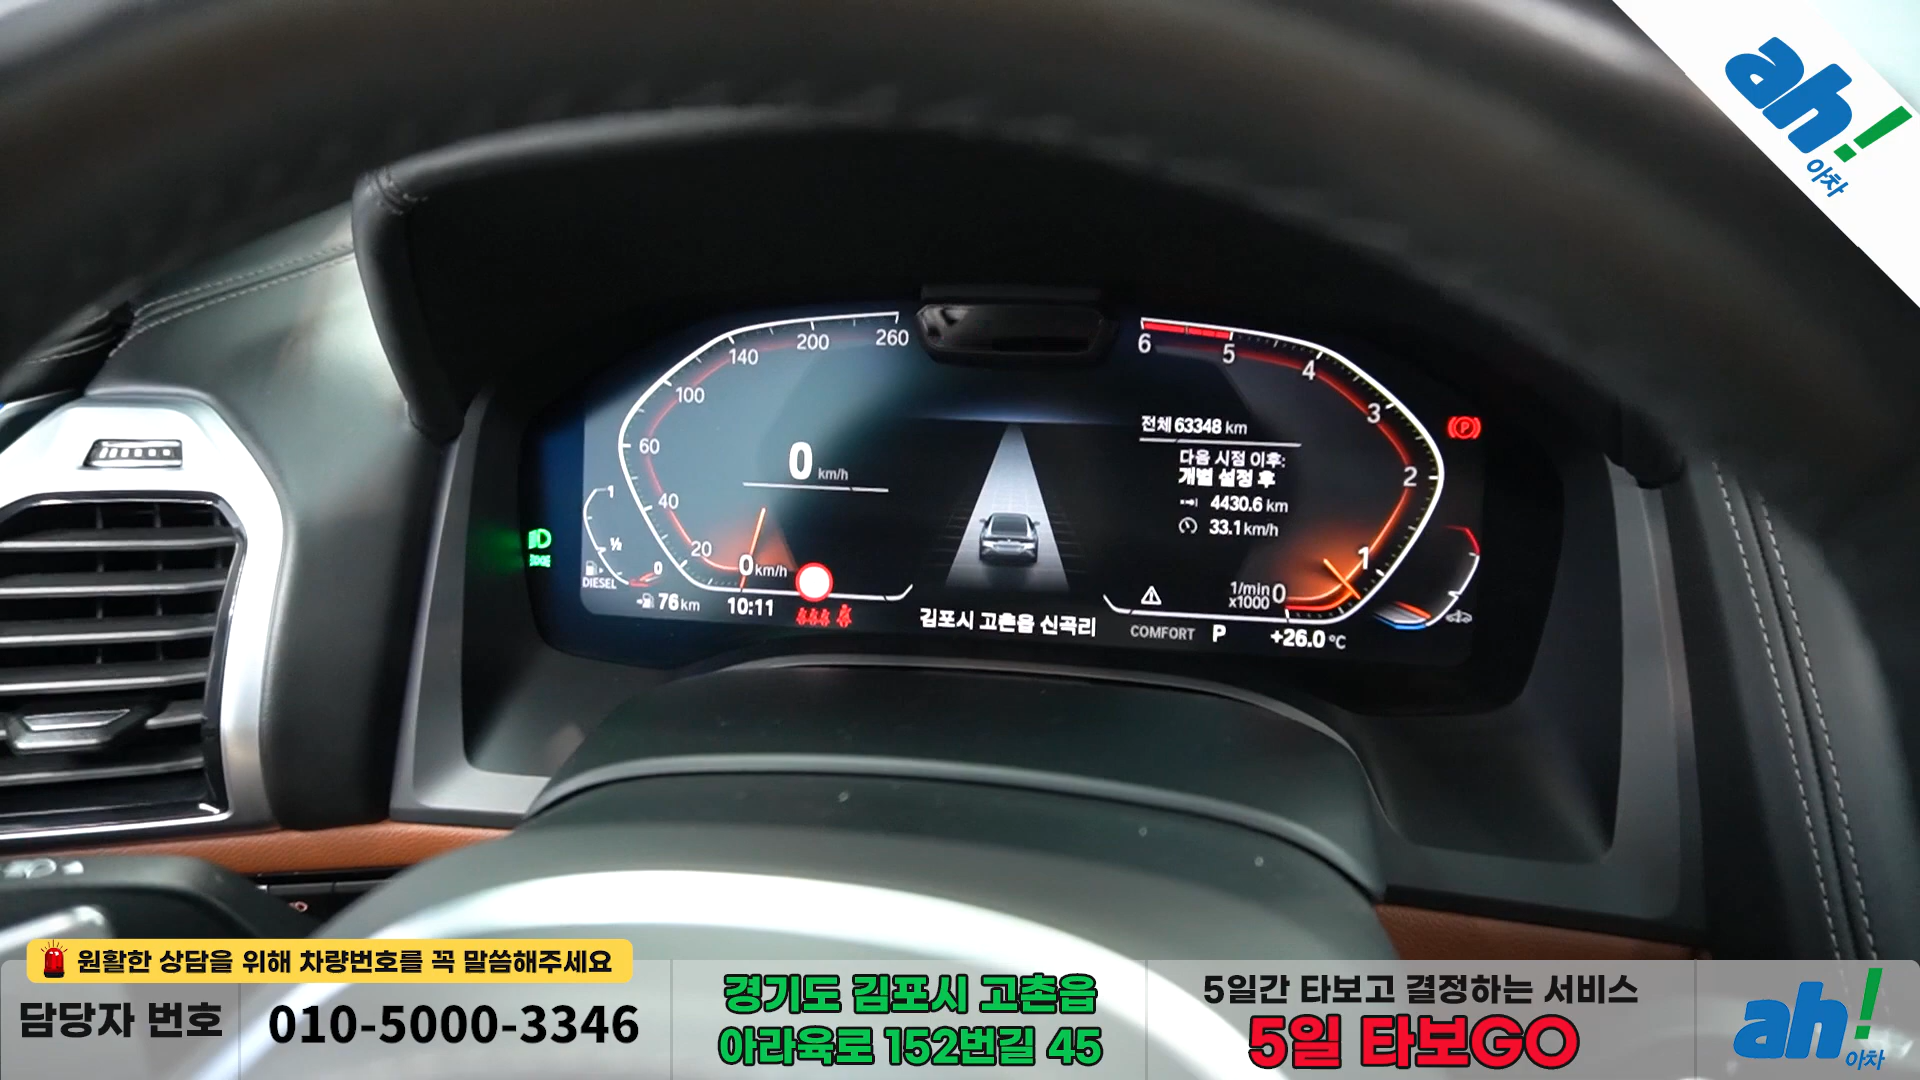 ah!
아차
260
200
140
100
60
40
20
0 km/h
0 km/h
1
½
0
DIESEL
76 km
10:11
김포시 고촌읍 신곡리
6
5
4
3
2
1
0
전체 63348 km
다음 시점 이후:
개별 설정 후
4430.6 km
33.1 km/h
1/min
x1000
COMFORT P
+26.0 °C
원활한 상담을 위해 차량번호를 꼭 말씀해주세요
담당자 번호
010-5000-3346
경기도 김포시 고촌읍
아라육로 152번길 45
5일간 타보고 결정하는 서비스
5일 타보GO
ah!
아차